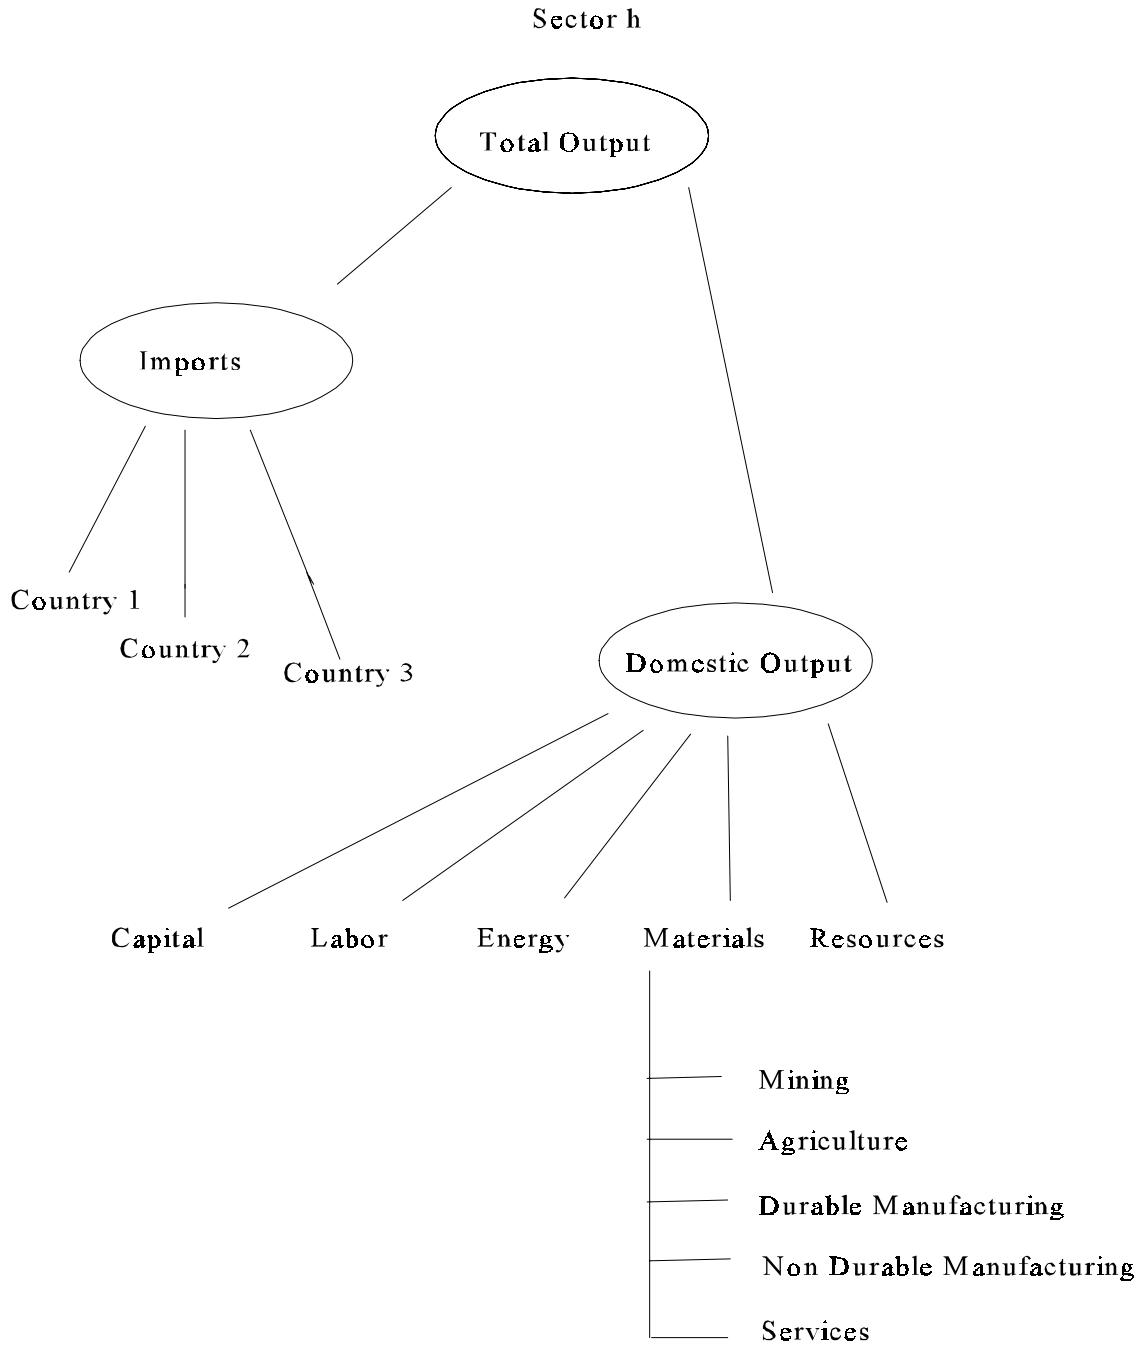 Sector h
Total Output
Imports
Country 1
Country 2
Country 3
Domestic Output
Capital
Labor
Energy
Materials
Resources
Mining
Agriculture
Durable Manufacturing
Non Durable Manufacturing
Services